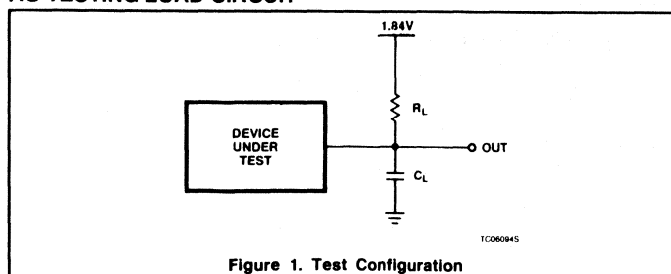 AC TESTING LOAD CIRCUIT
1.84V
RL
DEVICE
UNDER
TEST
OUT
CL
TC06094S
Figure 1. Test Configuration